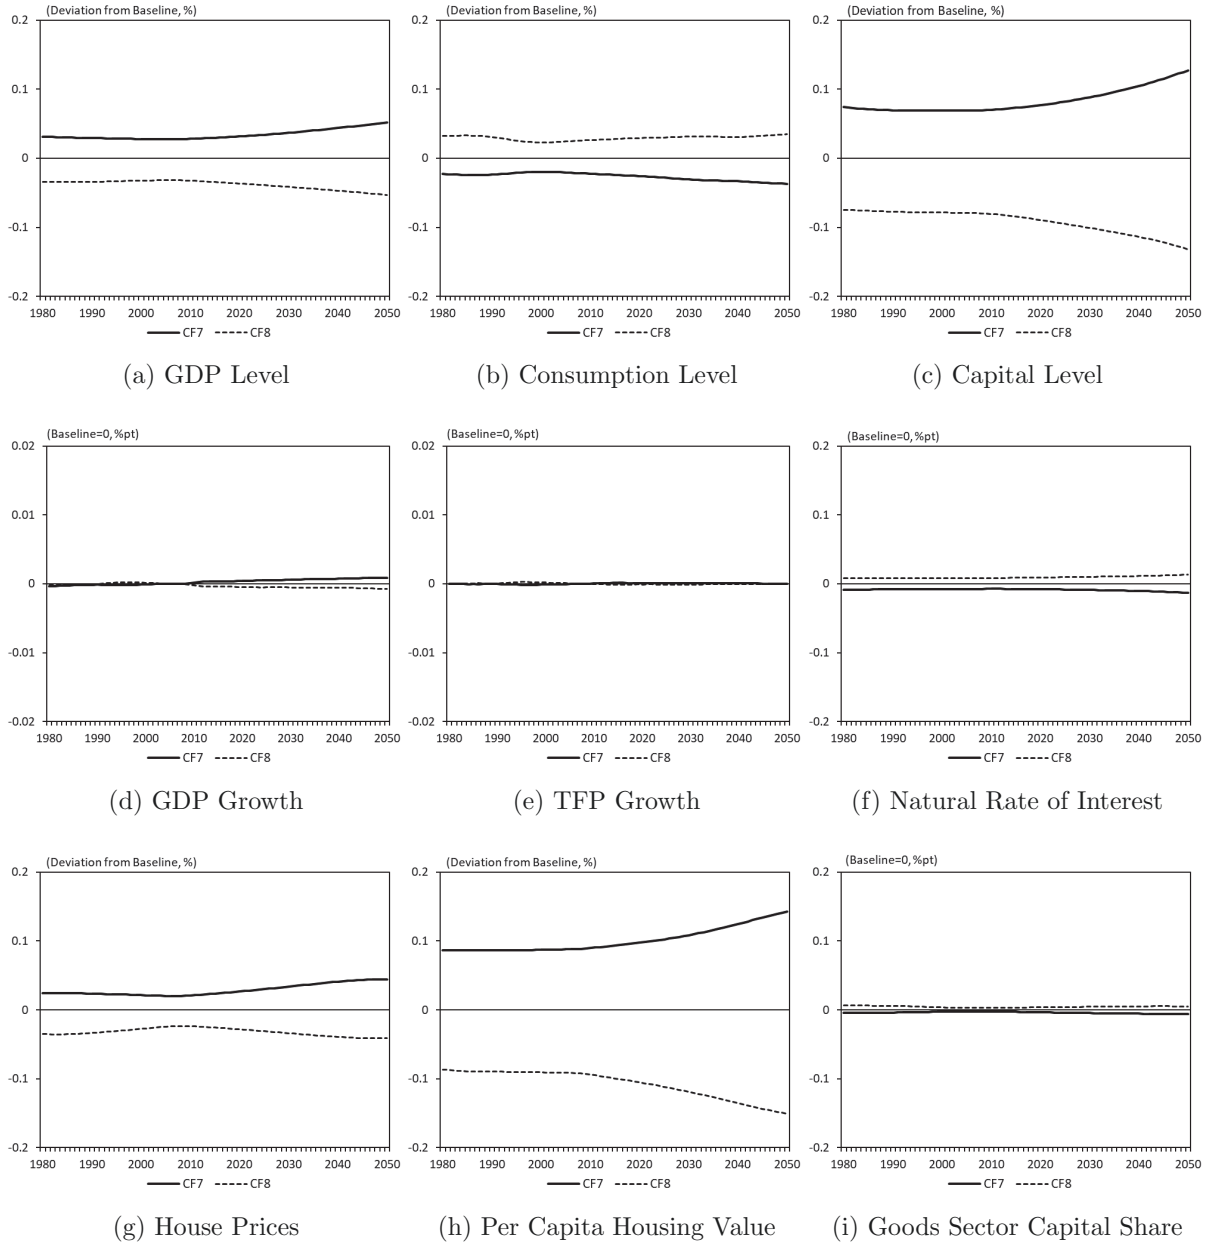 (Deviation from Baseline, %) (Deviation from Baseline, %) (Deviation from Baseline, %)
0.2 0.2 0.2
0.1 0.1 0.1
0 0 0
-0.1 -0.1 -0.1
-0.2 -0.2 -0.2
1980 1990 2000 2010 2020 2030 2040 2050 1980 1990 2000 2010 2020 2030 2040 2050 1980 1990 2000 2010 2020 2030 2040 2050
CF7 CF8 CF7 CF8 CF7 CF8
(a) GDP Level (b) Consumption Level (c) Capital Level
(Baseline=0, %pt) (Baseline=0, %pt) (Baseline=0, %pt)
0.02 0.02 0.2
0.01 0.01 0.1
0 0 0
-0.01 -0.01 -0.1
-0.02 -0.02 -0.2
1980 1990 2000 2010 2020 2030 2040 2050 1980 1990 2000 2010 2020 2030 2040 2050 1980 1990 2000 2010 2020 2030 2040 2050
CF7 CF8 CF7 CF8 CF7 CF8
(d) GDP Growth (e) TFP Growth (f) Natural Rate of Interest
(Deviation from Baseline, %) (Deviation from Baseline, %) (Baseline=0, %pt)
0.2 0.2 0.2
0.1 0.1 0.1
0 0 0
-0.1 -0.1 -0.1
-0.2 -0.2 -0.2
1980 1990 2000 2010 2020 2030 2040 2050 1980 1990 2000 2010 2020 2030 2040 2050 1980 1990 2000 2010 2020 2030 2040 2050
CF7 CF8 CF7 CF8 CF7 CF8
(g) House Prices (h) Per Capita Housing Value (i) Goods Sector Capital Share